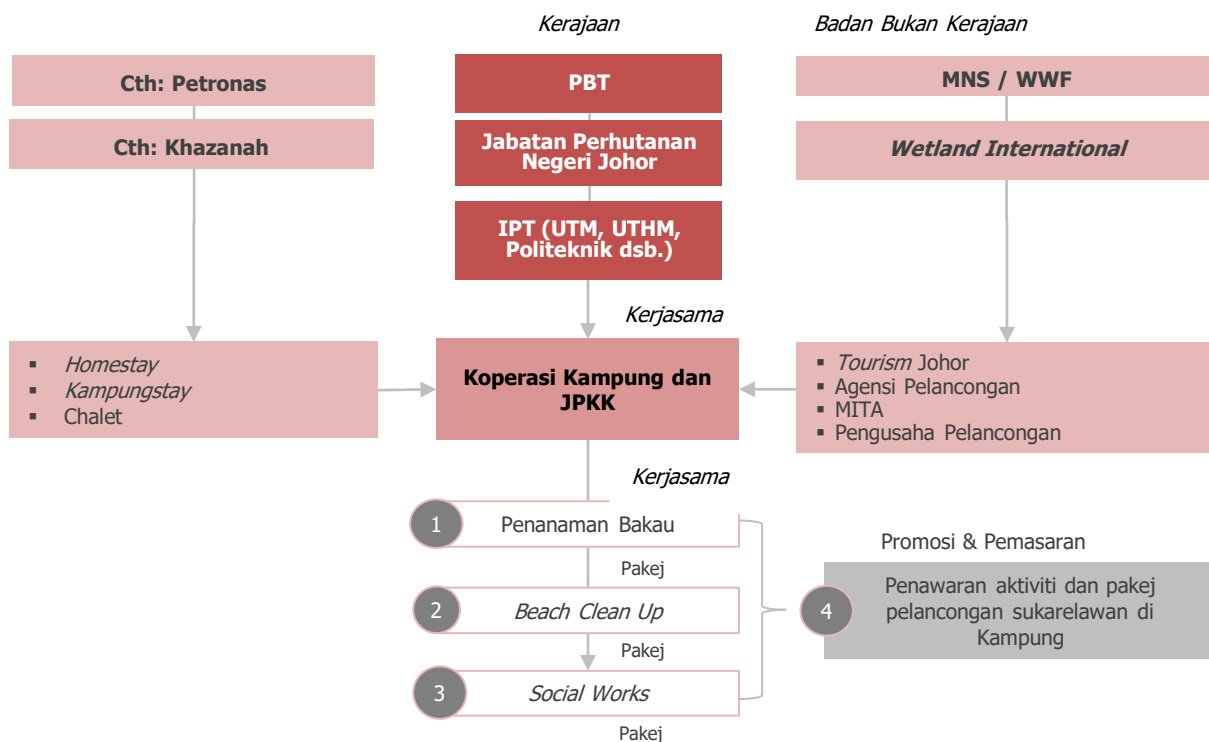 Kerajaan
Badan Bukan Kerajaan
Cth: Petronas
PBT
MNS / WWF
Cth: Khazanah
Jabatan Perhutanan
Negeri Johor
Wetland International
IPT (UTM, UTHM,
Politeknik dsb.)
Kerjasama
▪ Homestay
▪ Kampungstay
▪ Chalet
Koperasi Kampung dan
JPKK
▪ Tourism Johor
▪ Agensi Pelancongan
▪ MITA
▪ Pengusaha Pelancongan
Kerjasama
1 Penanaman Bakau
Pakej
2 Beach Clean Up
Pakej
3 Social Works
Pakej
Promosi & Pemasaran
4 Penawaran aktiviti dan pakej
pelancongan sukarelawan di
Kampung